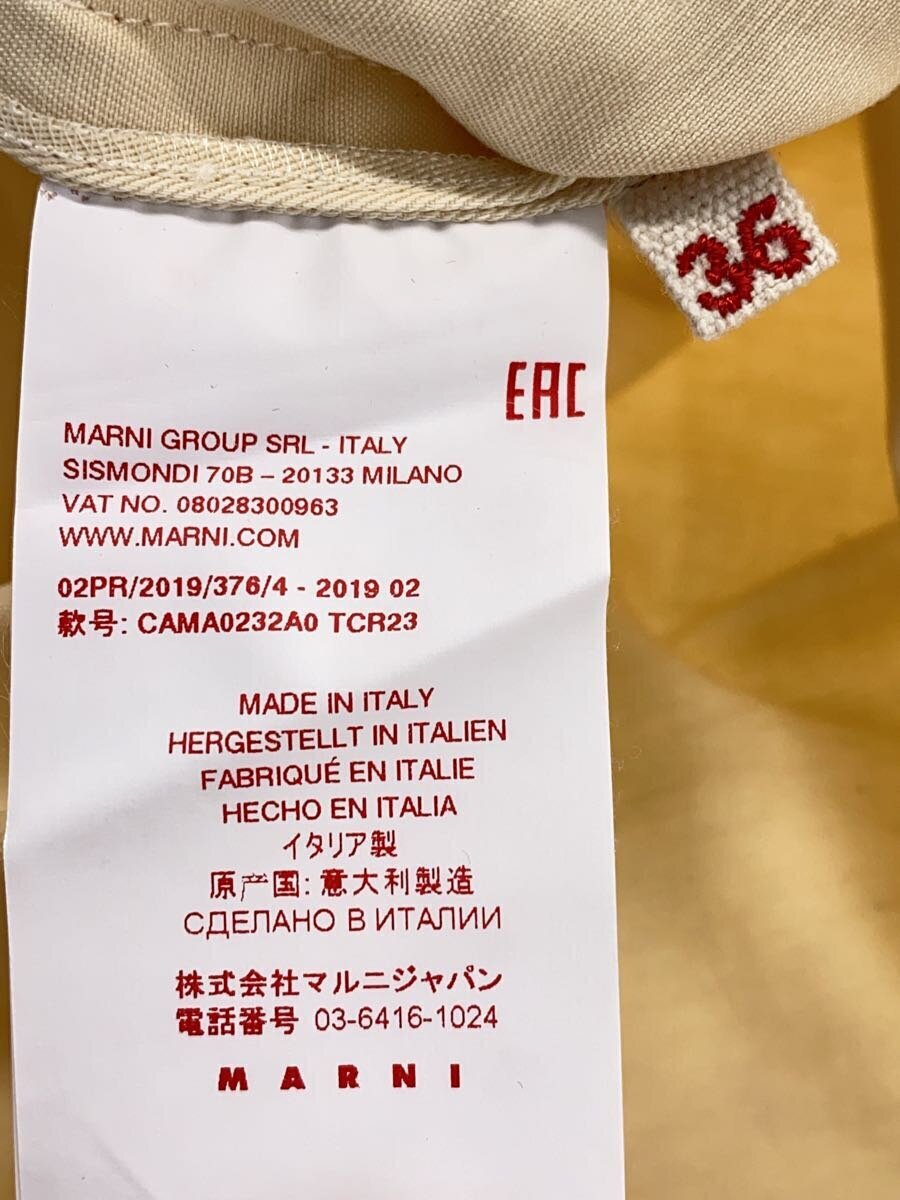 36
EAC
MARNI GROUP SRL - ITALY
SISMONDI 70B – 20133 MILANO
VAT NO. 08028300963
WWW.MARNI.COM
02PR/2019/376/4 - 2019 02
款号: CAMA0232A0 TCR23
MADE IN ITALY
HERGESTELLT IN ITALIEN
FABRIQUÉ EN ITALIE
HECHO EN ITALIA
イタリア製
原产国: 意大利製造
СДЕЛАНО В ИТАЛИИ
株式会社マルニジャパン
電話番号 03-6416-1024
MARNI